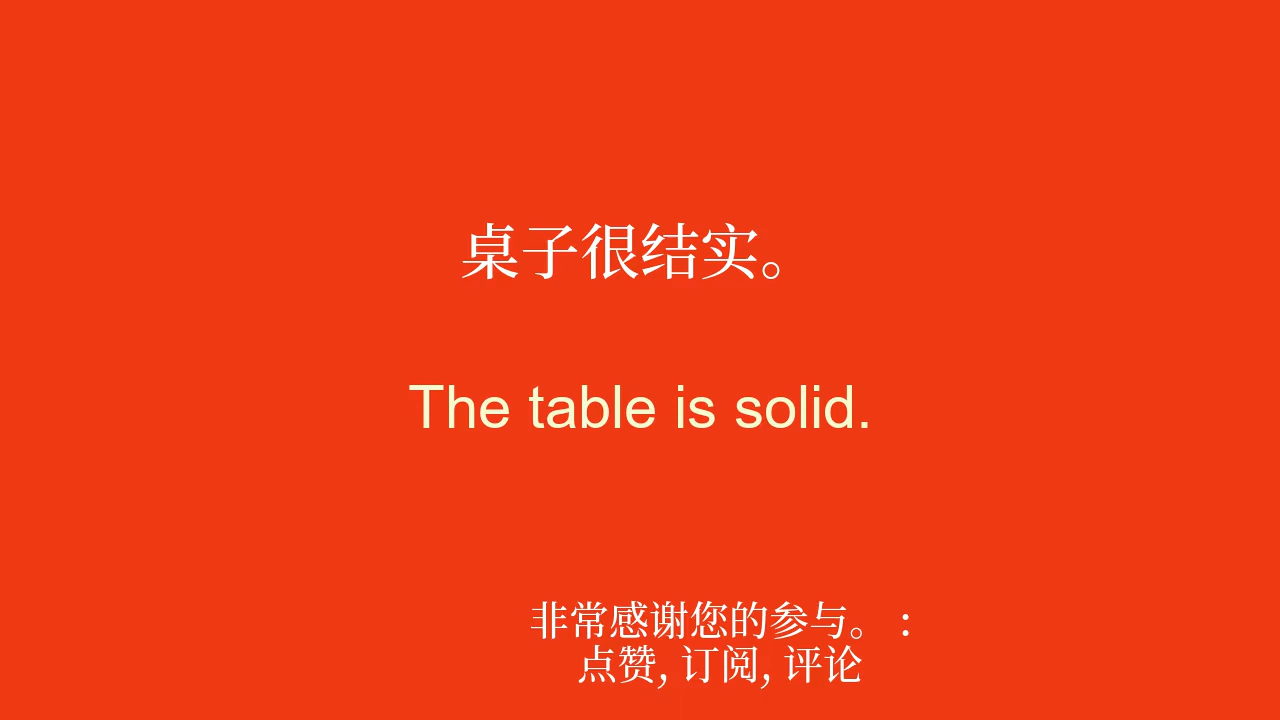 桌子很结实。
The table is solid.
非常感谢您的参与。 :
点赞, 订阅, 评论